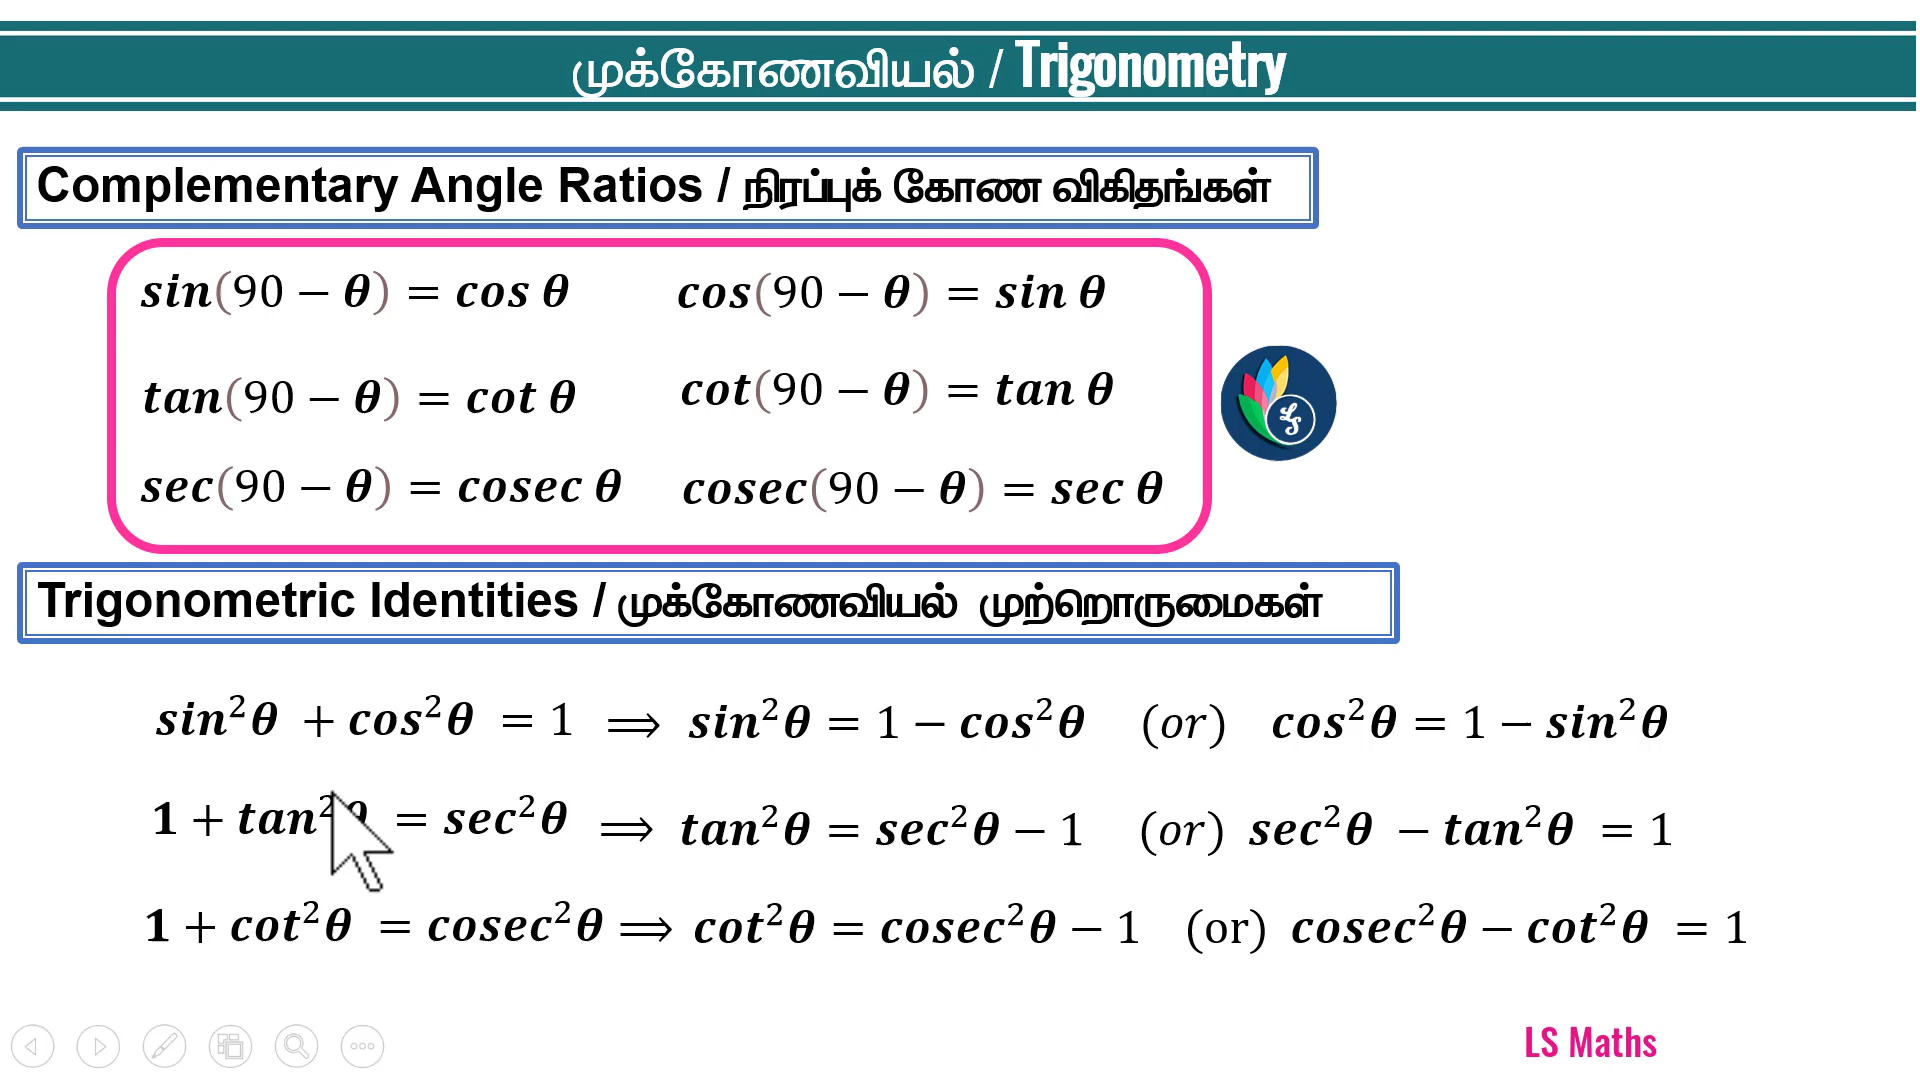 முக்கோணவியல் / Trigonometry
Complementary Angle Ratios / நிரப்புக் கோண விகிதங்கள்
sin(90 − θ) = cos θ cos(90 − θ) = sin θ
tan(90 − θ) = cot θ cot(90 − θ) = tan θ
sec(90 − θ) = cosec θ cosec(90 − θ) = sec θ
LS
Trigonometric Identities / முக்கோணவியல் முற்றொருமைகள்
sin²θ + cos²θ = 1 ⟹ sin²θ = 1 − cos²θ (or) cos²θ = 1 − sin²θ
1 + tan²θ = sec²θ ⟹ tan²θ = sec²θ − 1 (or) sec²θ − tan²θ = 1
1 + cot²θ = cosec²θ ⟹ cot²θ = cosec²θ − 1 (or) cosec²θ − cot²θ = 1
LS Maths